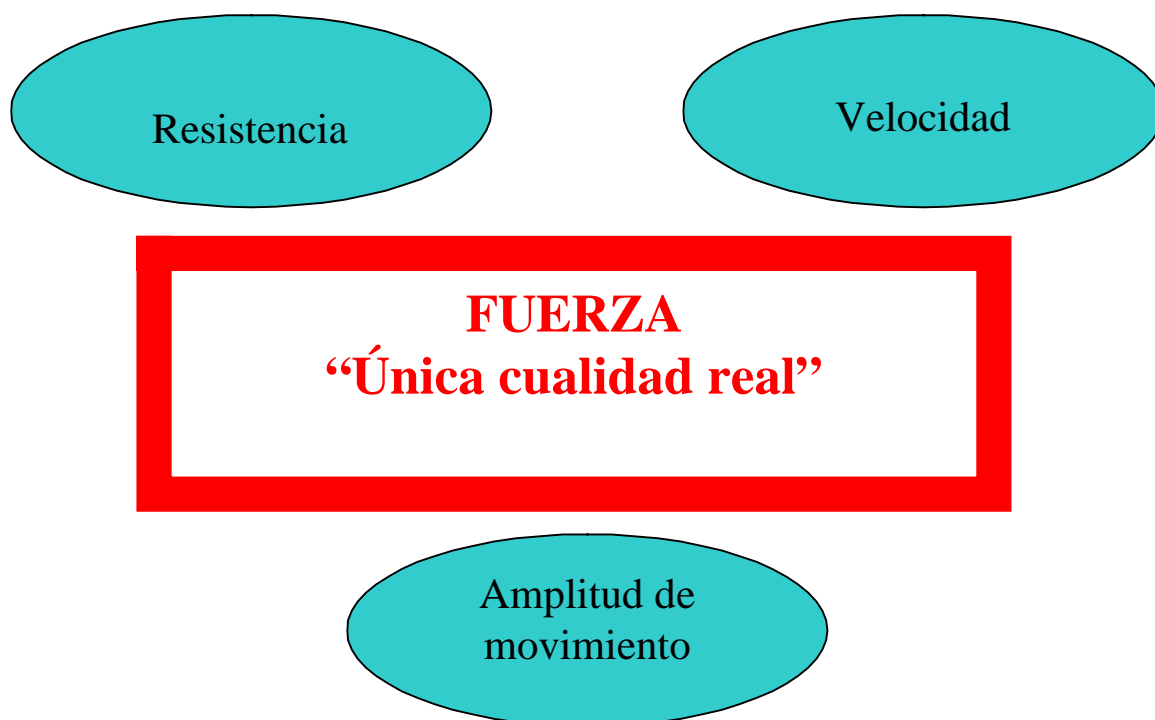 Resistencia
Velocidad
FUERZA
“Única cualidad real”
Amplitud de
movimiento